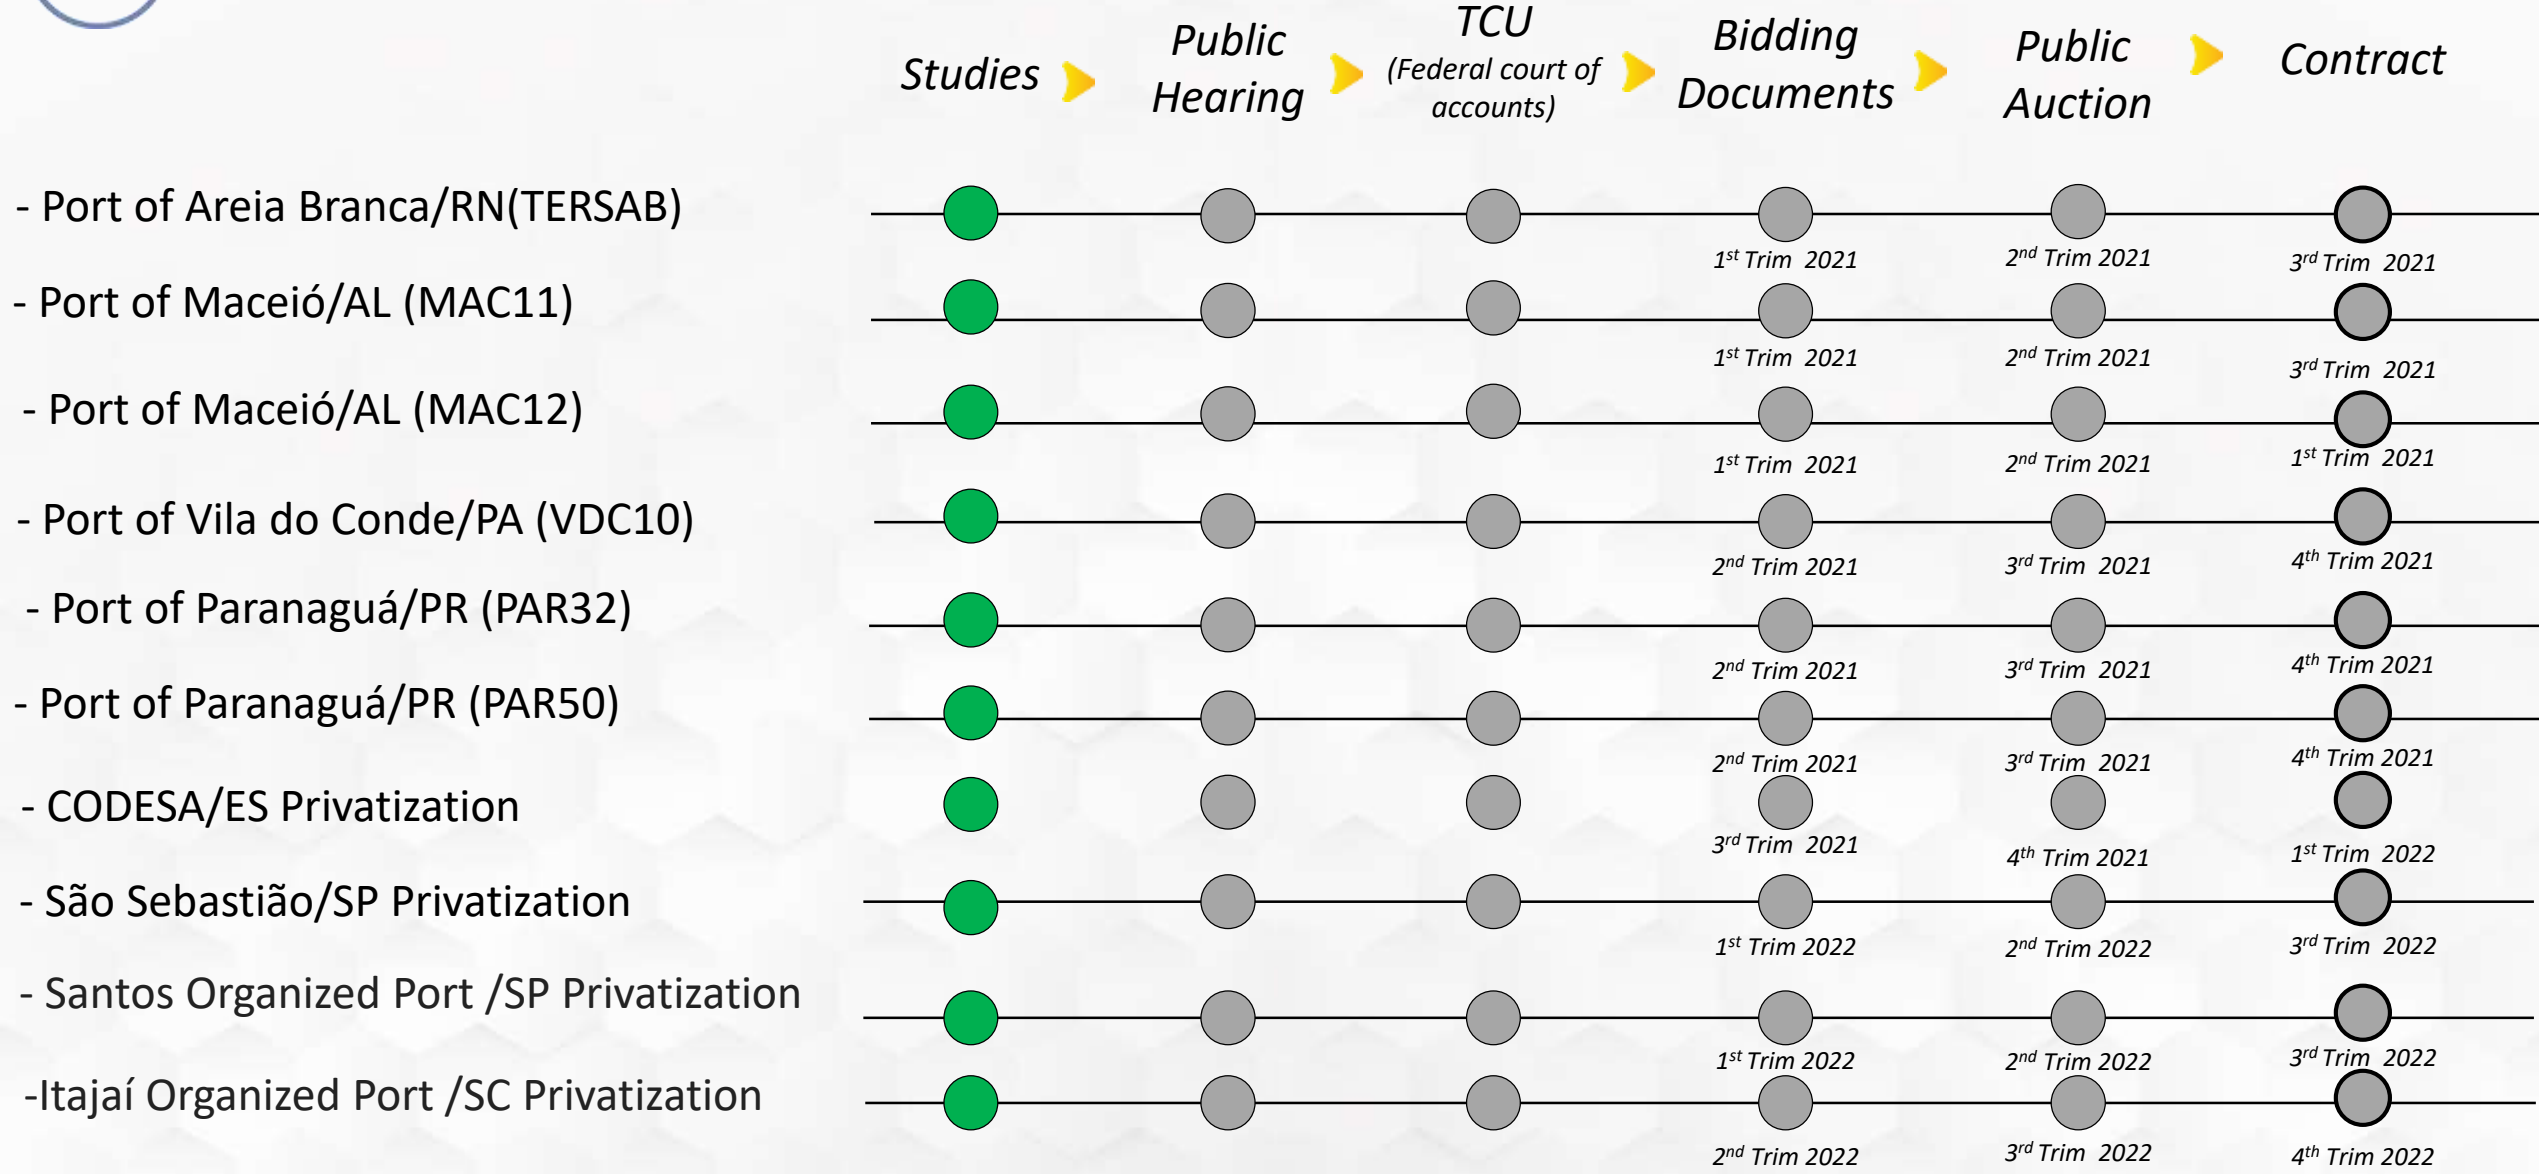 Studies
Public
Hearing
TCU
(Federal court of
accounts)
Bidding
Documents
Public
Auction
Contract
- Port of Areia Branca/RN(TERSAB)
1st Trim 2021
2nd Trim 2021
3rd Trim 2021
- Port of Maceió/AL (MAC11)
1st Trim 2021
2nd Trim 2021
3rd Trim 2021
- Port of Maceió/AL (MAC12)
1st Trim 2021
2nd Trim 2021
1st Trim 2021
- Port of Vila do Conde/PA (VDC10)
2nd Trim 2021
3rd Trim 2021
4th Trim 2021
- Port of Paranaguá/PR (PAR32)
2nd Trim 2021
3rd Trim 2021
4th Trim 2021
- Port of Paranaguá/PR (PAR50)
2nd Trim 2021
3rd Trim 2021
4th Trim 2021
- CODESA/ES Privatization
3rd Trim 2021
4th Trim 2021
1st Trim 2022
- São Sebastião/SP Privatization
1st Trim 2022
2nd Trim 2022
3rd Trim 2022
- Santos Organized Port /SP Privatization
1st Trim 2022
2nd Trim 2022
3rd Trim 2022
-Itajaí Organized Port /SC Privatization
2nd Trim 2022
3rd Trim 2022
4th Trim 2022